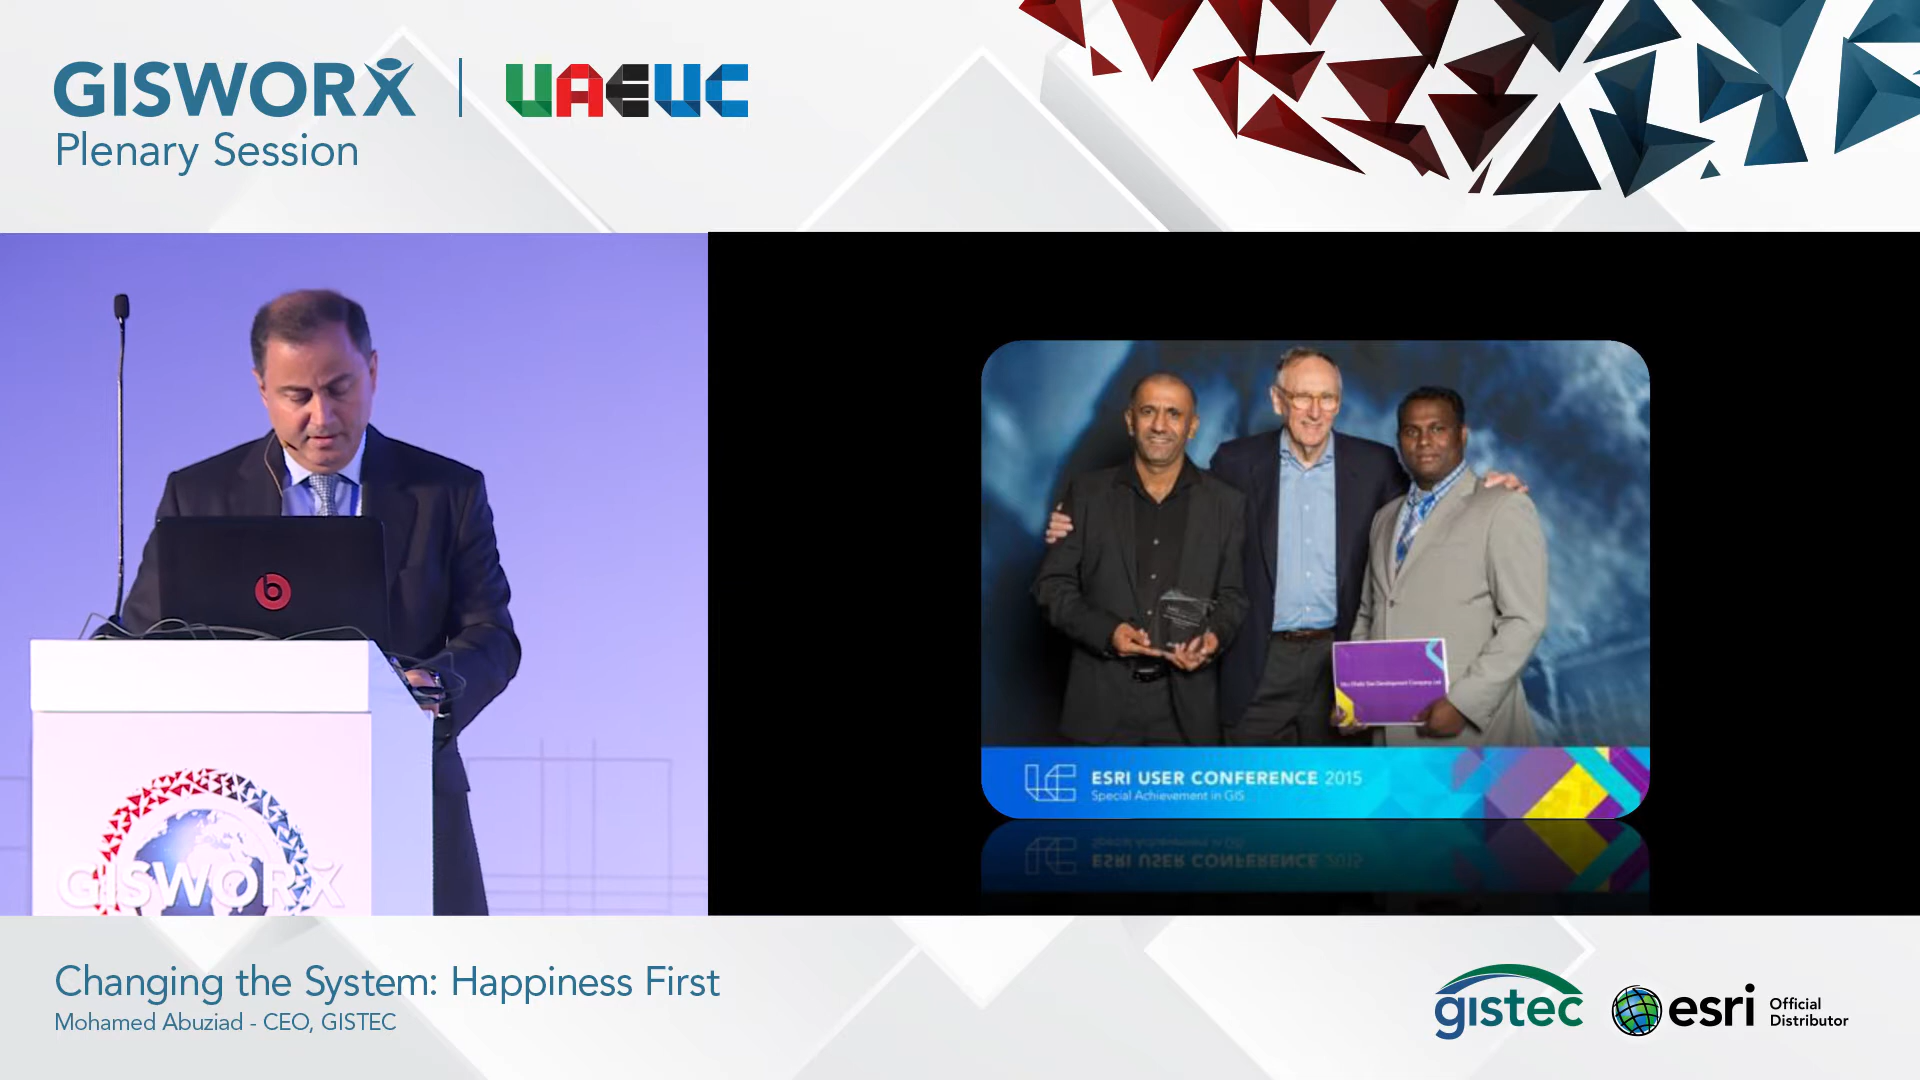 GISWORX
UAEUC
Plenary Session
b
GISWORX
ESRI USER CONFERENCE 2015
Special Achievement in GIS
Changing the System: Happiness First
Mohamed Abuziad - CEO, GISTEC
gistec
esri Official
Distributor